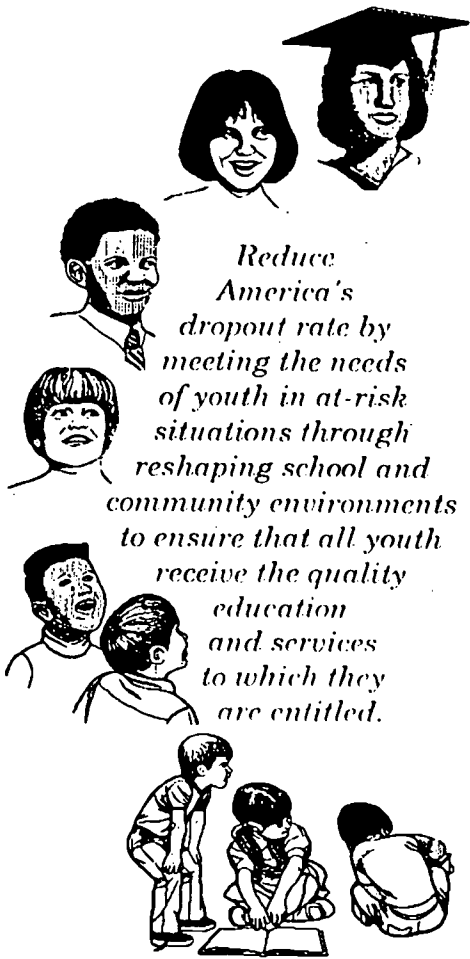 Reduce
America's
dropout rate by
meeting the needs
of youth in at-risk
situations through
reshaping school and
community environments
to ensure that all youth
receive the quality
education
and services
to which they
are entitled.